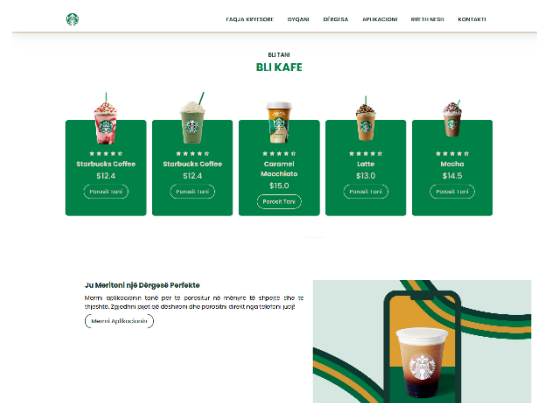 FAQJA KRYESORE DYQANI DËRGESA APLIKACIONI RRETH NESH KONTAKTI
BLI TANI
BLI KAFE
Starbucks Coffee
$12.4
Porosit Tani
Starbucks Coffee
$12.4
Porosit Tani
Caramel
Macchiato
$15.0
Porosit Tani
Latte
$13.0
Porosit Tani
Mocha
$14.5
Porosit Tani
Ju Meritoni një Dërgesë Perfekte
Merrni aplikacionin tonë për të porositur në mënyrë të shpejtë dhe të
thjeshtë. Zgjidhni pijet që dëshironi dhe porositni direkt nga telefoni juaj!
Merrni Aplikacionin